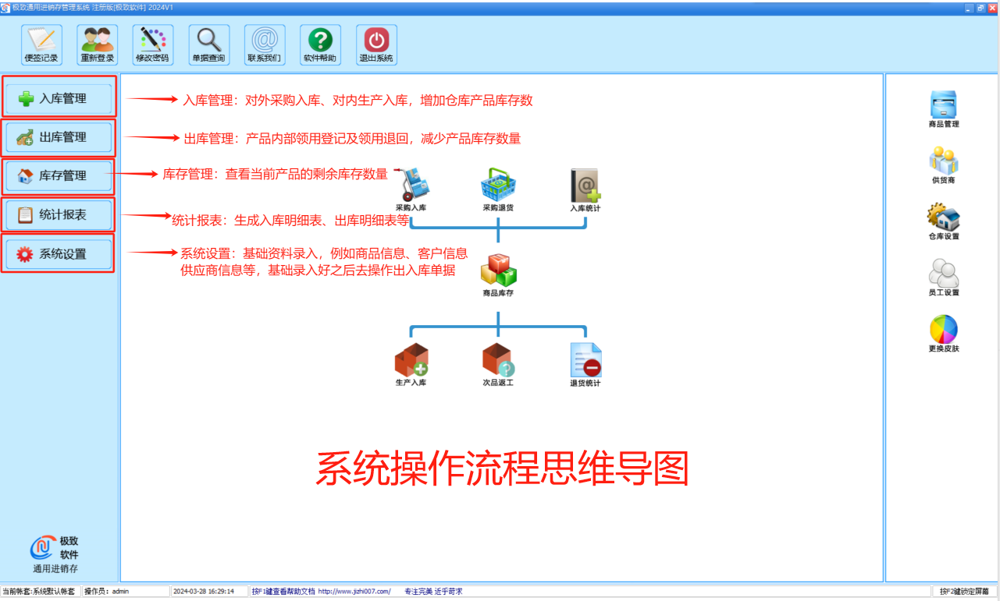 极致通用进销存管理系统 注册版[极致软件] 2024V1
便签记录
重新登录
修改密码
单据查询
联系我们
软件帮助
退出系统
入库管理
出库管理
库存管理
统计报表
系统设置
入库管理：对外采购入库、对内生产入库，增加仓库产品库存数
出库管理：产品内部领用登记及领用退回，减少产品库存数量
库存管理：查看当前产品的剩余库存数量
统计报表：生成入库明细表、出库明细表等
系统设置：基础资料录入，例如商品信息、客户信息
供应商信息等，基础录入好之后去操作出入库单据
采购入库
采购退货
入库统计
商品库存
生产入库
次品返工
退货统计
系统操作流程思维导图
商品管理
供货商
仓库设置
员工设置
更换皮肤
极致
软件
通用进销存
当前帐套:系统默认帐套
操作员：admin
2024-03-28 16:29:14
按F1键查看帮助文档 http://www.jizhi007.com/ 专注完美 近乎苛求
按F2键锁定屏幕